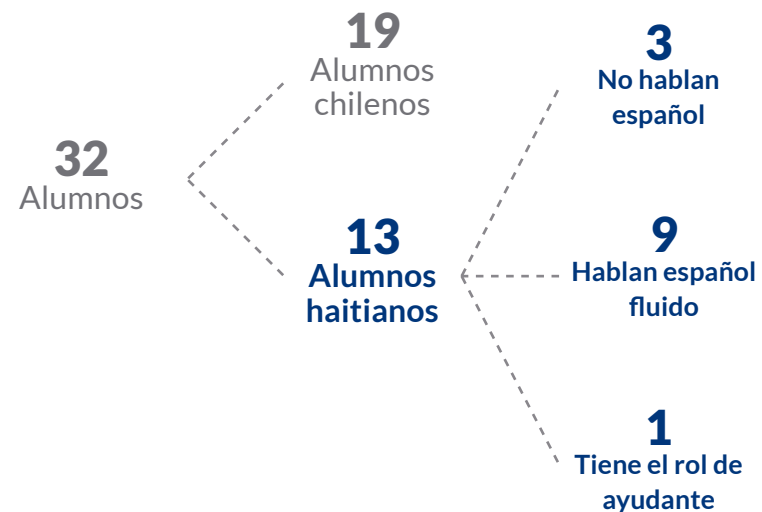 32
Alumnos
19
Alumnos
chilenos
13
Alumnos
haitianos
3
No hablan
español
9
Hablan español
fluido
1
Tiene el rol de
ayudante